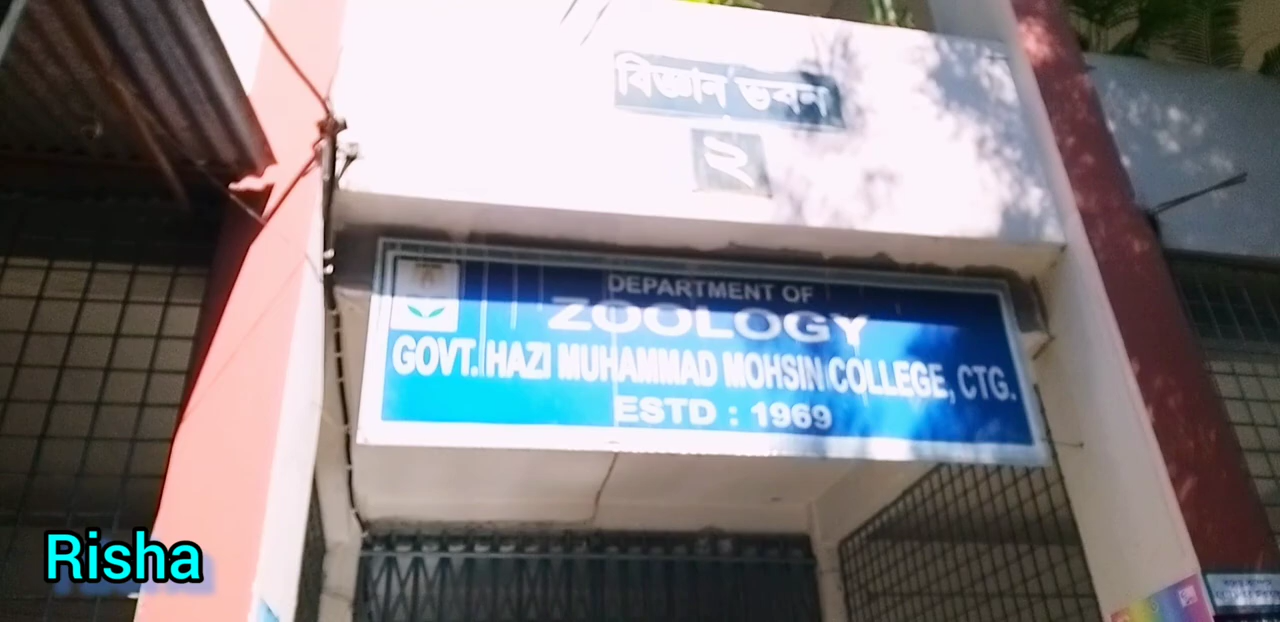 বিজ্ঞান ভবন
২
DEPARTMENT OF
ZOOLOGY
GOVT. HAZI MUHAMMAD MOHSIN COLLEGE, CTG.
ESTD : 1969
Risha